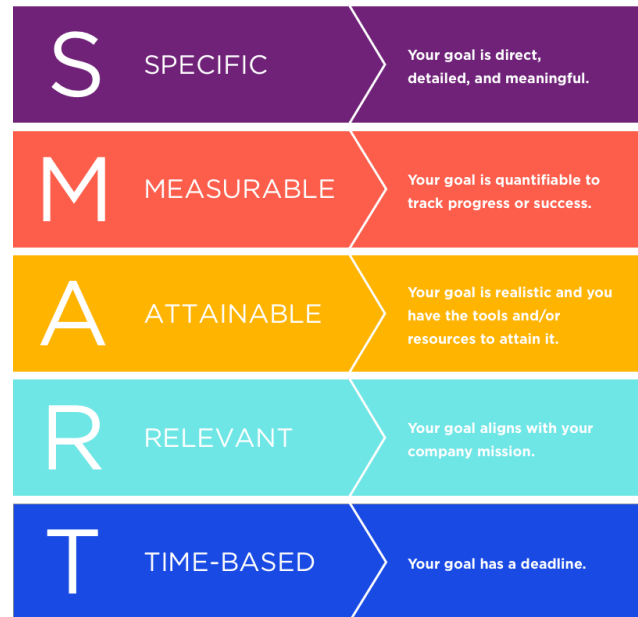 S
SPECIFIC
Your goal is direct,
detailed, and meaningful.
M
MEASURABLE
Your goal is quantifiable to
track progress or success.
A
ATTAINABLE
Your goal is realistic and you
have the tools and/or
resources to attain it.
R
RELEVANT
Your goal aligns with your
company mission.
T
TIME-BASED
Your goal has a deadline.